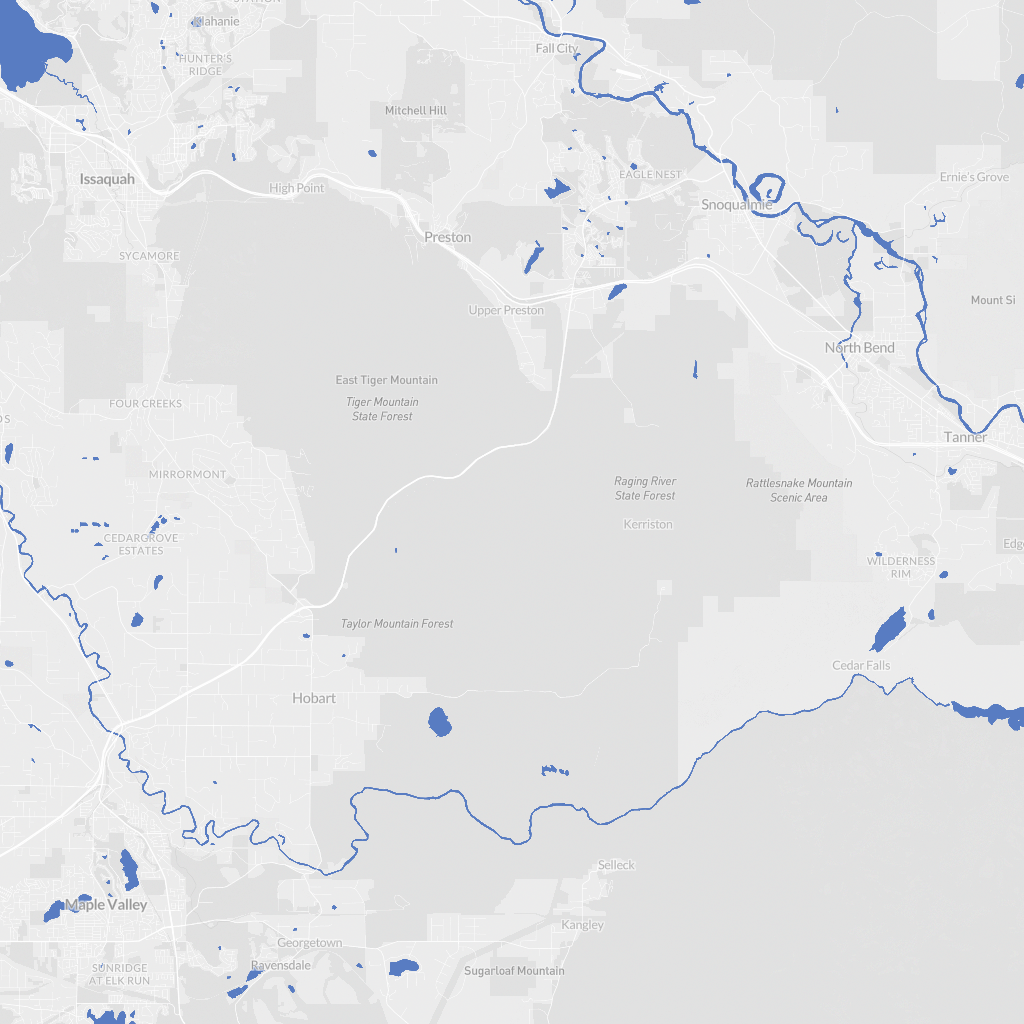 Klahanie
Fall City
HUNTER'S
RIDGE
Mitchell Hill
Issaquah
High Point
EAGLE NEST
Ernie's Grove
Snoqualmie
Preston
SYCAMORE
Mount Si
Upper Preston
North Bend
East Tiger Mountain
Tiger Mountain
State Forest
FOUR CREEKS
Tanner
MIRRORMONT
Raging River
State Forest
Rattlesnake Mountain
Scenic Area
Kerriston
CEDARGROVE
ESTATES
WILDERNESS
RIM
Taylor Mountain Forest
Cedar Falls
Hobart
Selleck
Maple Valley
Kangley
Georgetown
Ravensdale
SUNRIDGE
AT ELK RUN
Sugarloaf Mountain